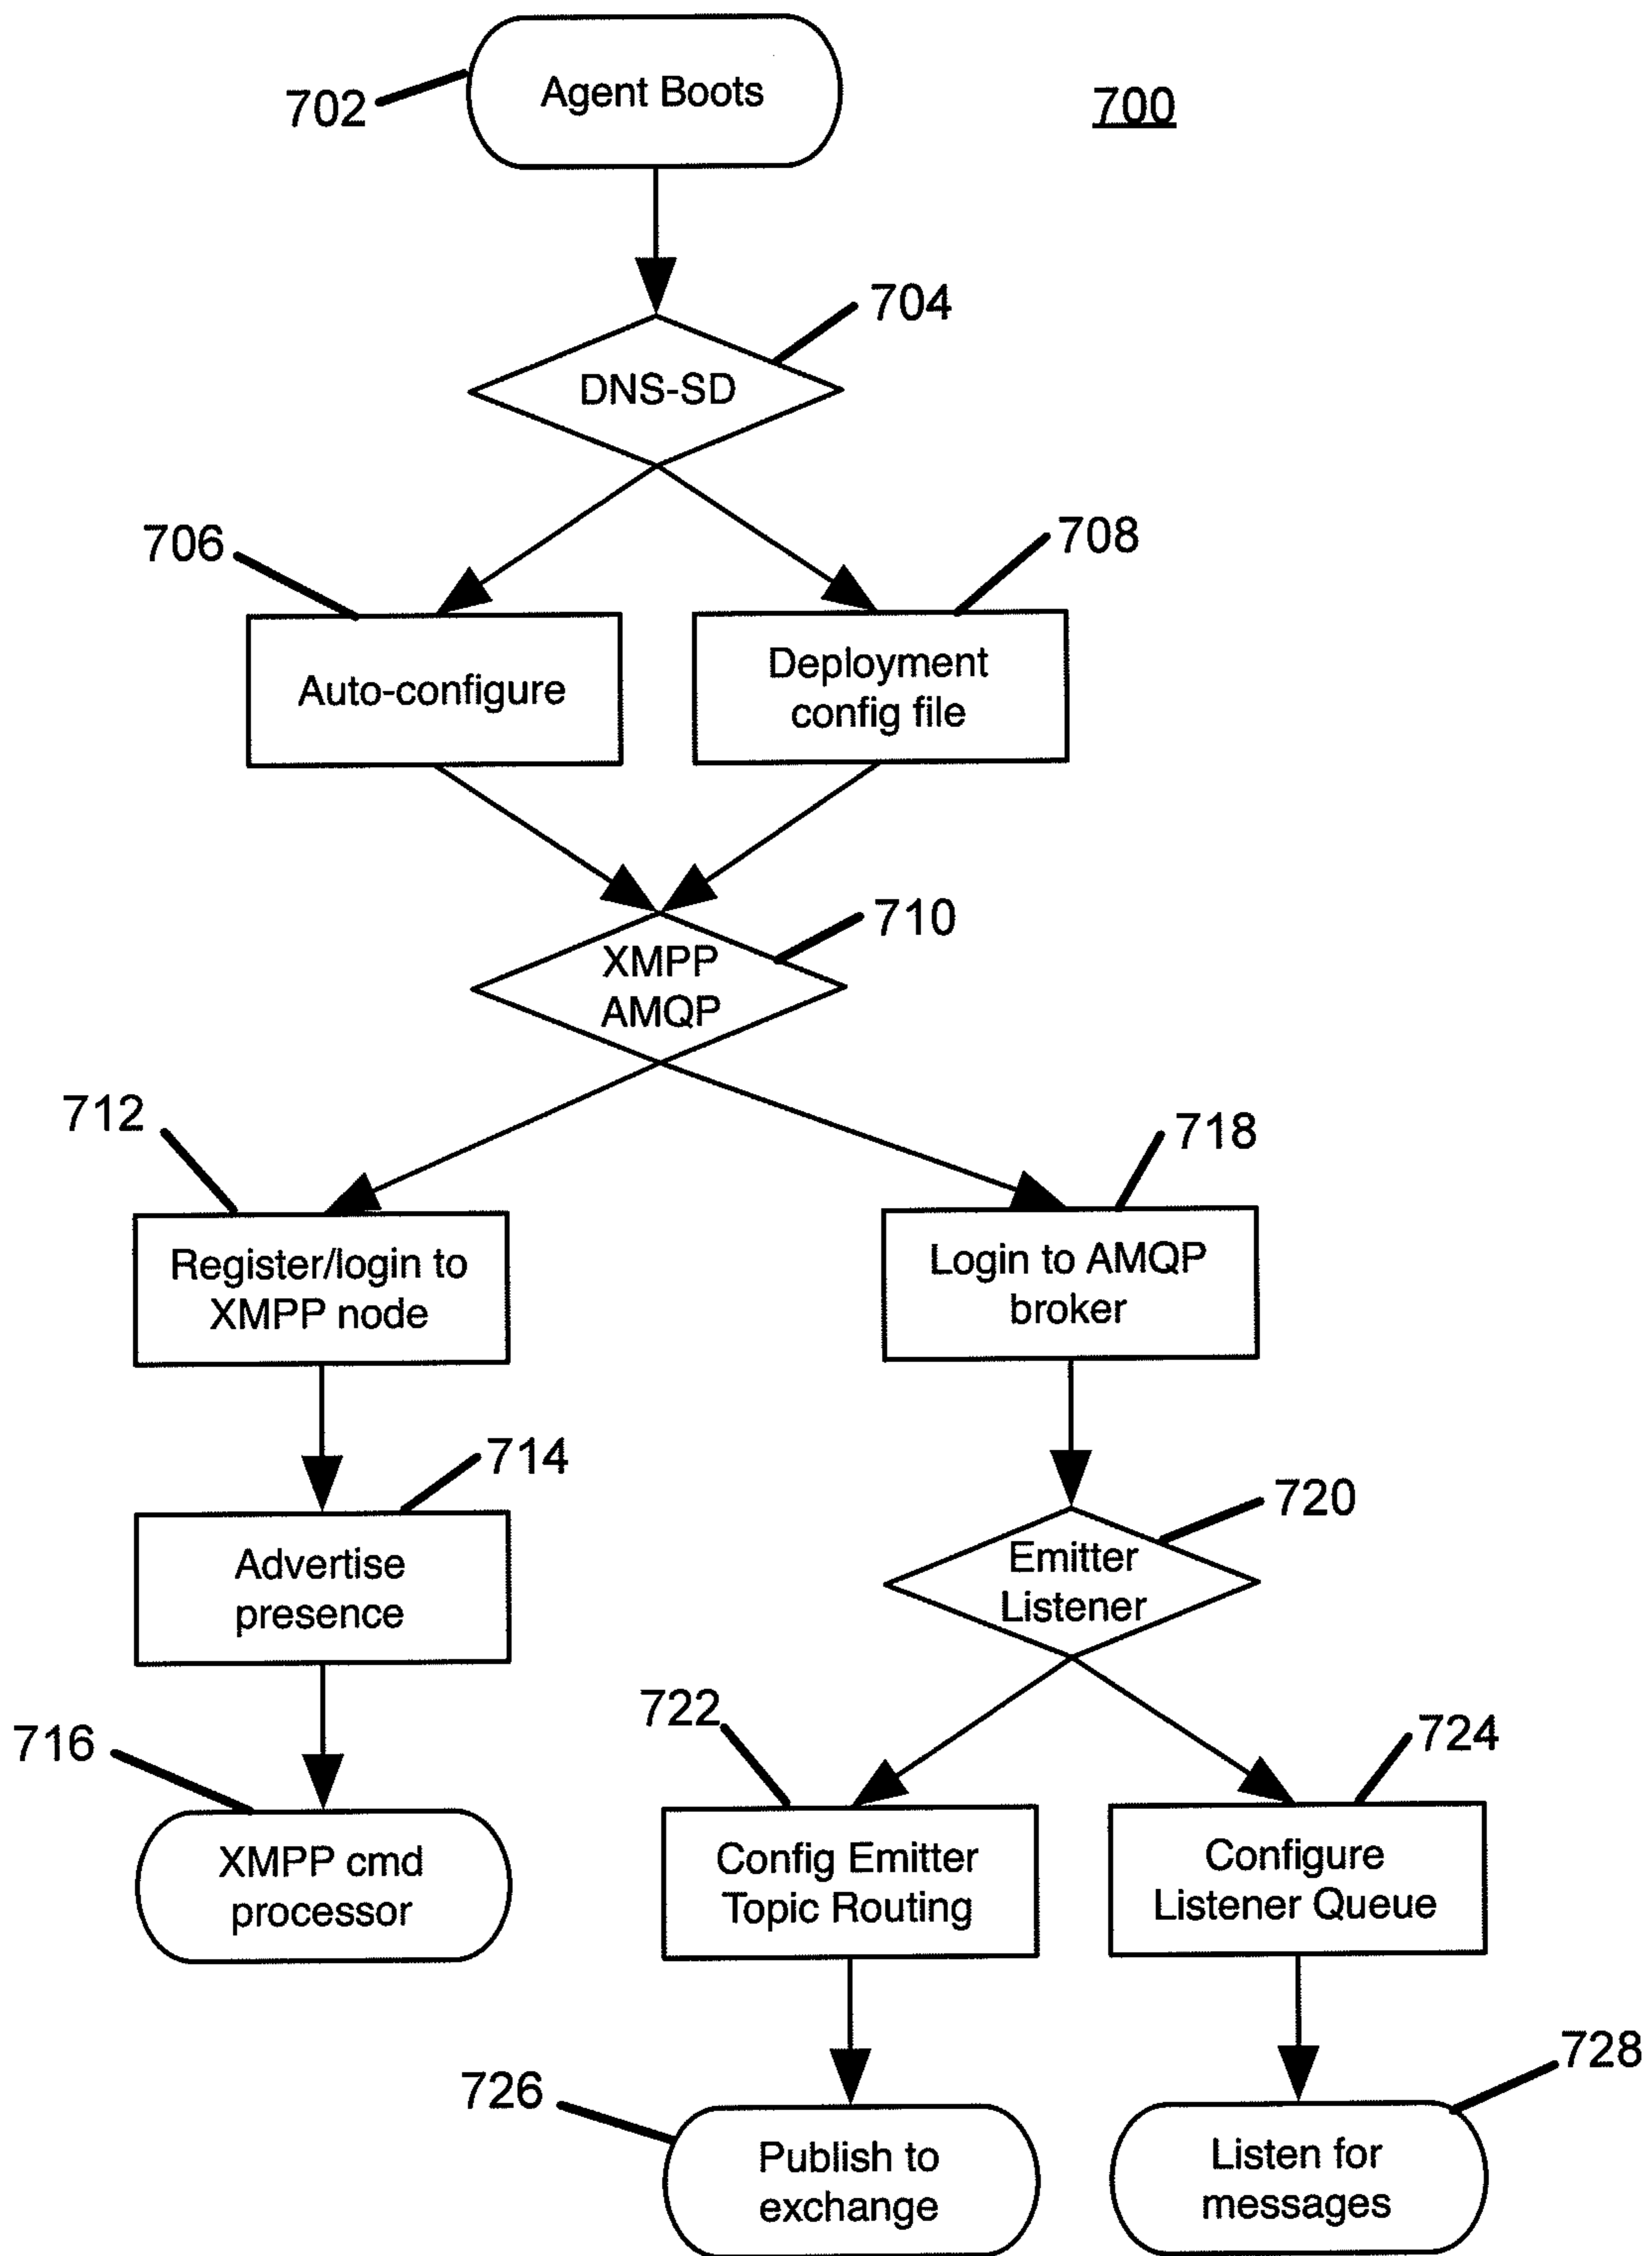 702
Agent Boots
700
704
DNS-SD
706
708
Auto-configure
Deployment
config file
710
XMPP
AMQP
712
718
Register/login to
XMPP node
Login to AMQP
broker
714
720
Advertise
presence
Emitter
Listener
716
722
724
XMPP cmd
processor
Config Emitter
Topic Routing
Configure
Listener Queue
726
728
Publish to
exchange
Listen for
messages